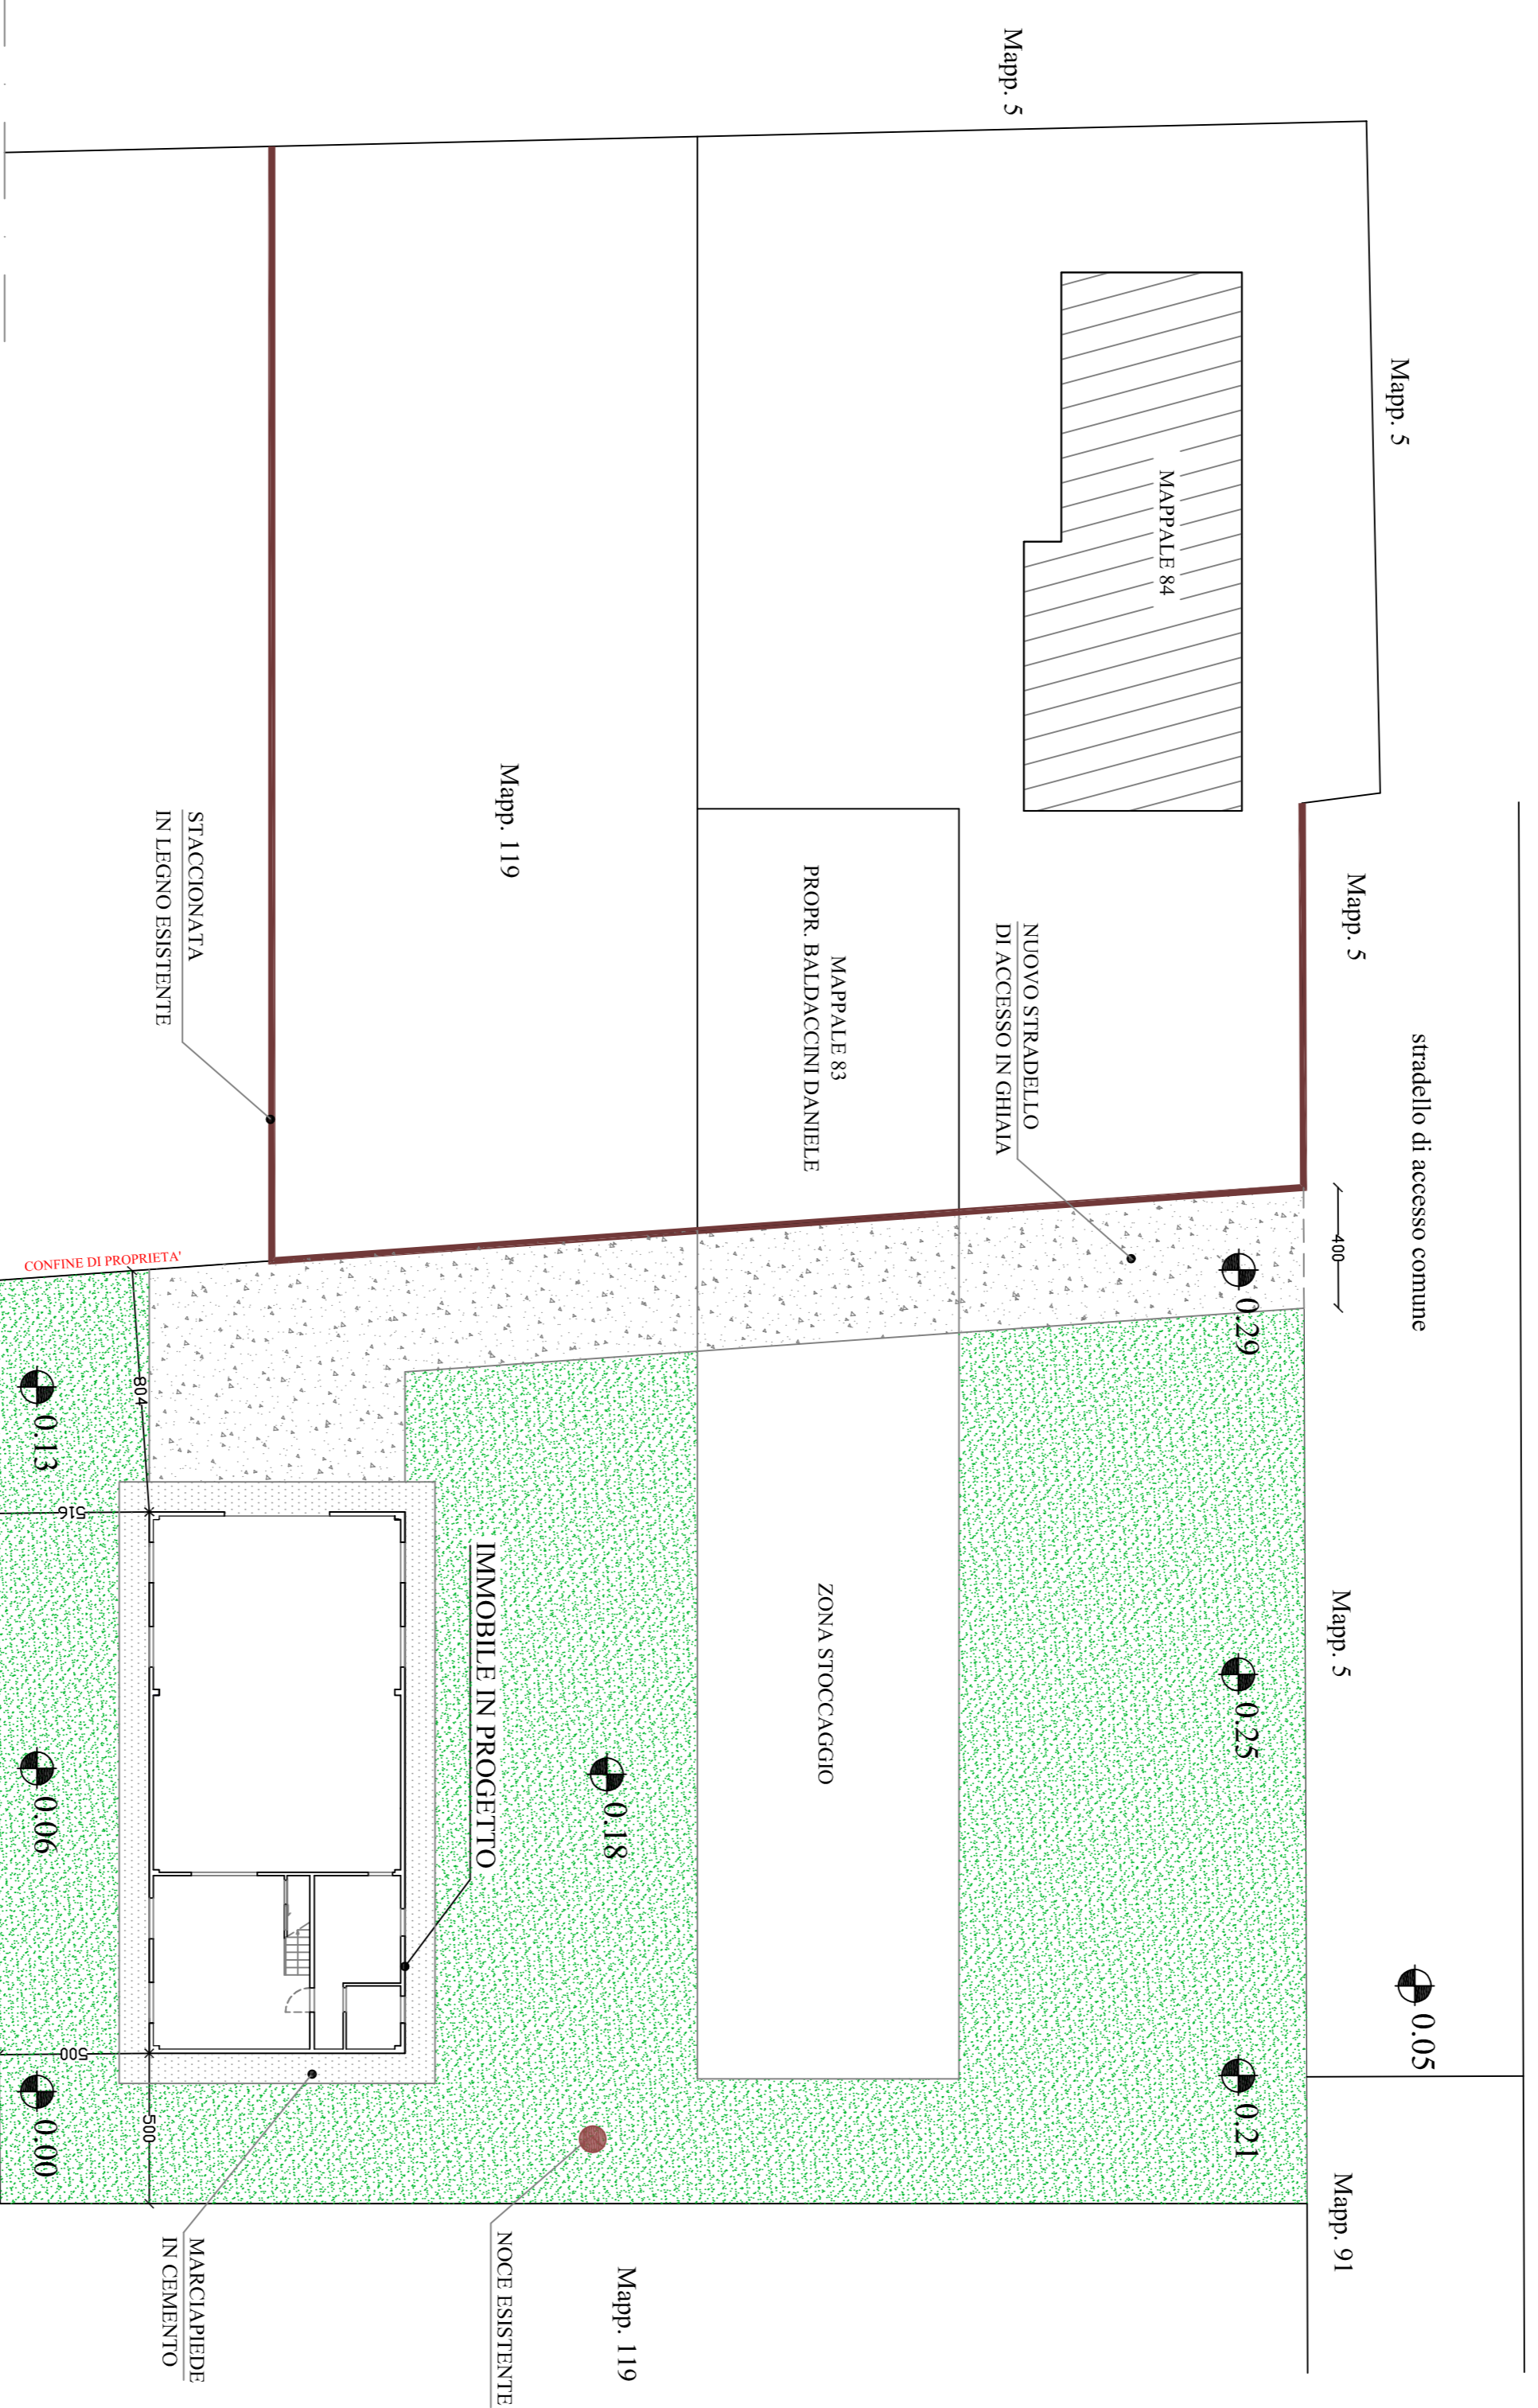 Mapp. 5
Mapp. 5
Mapp. 5
stradello di accesso comune
Mapp. 5
Mapp. 91
0.05
400
0.29
0.25
0.21
MAPPALE 84
NUOVO STRADELLO
DI ACCESSO IN GHIAIA
MAPPALE 83
PROPR. BALDACCINI DANIELE
ZONA STOCCAGGIO
Mapp. 119
0.18
NOCE ESISTENTE
Mapp. 119
IMMOBILE IN PROGETTO
STACCIONATA
IN LEGNO ESISTENTE
MARCIAPIEDE
IN CEMENTO
CONFINE DI PROPRIETA'
804
516
500
500
0.13
0.06
0.00